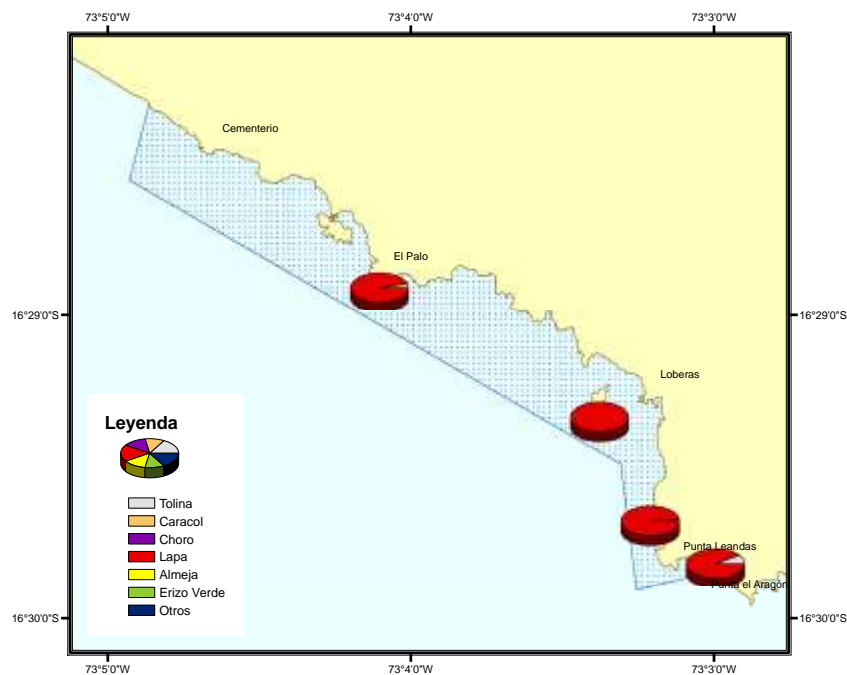 73°5'0"W 73°4'0"W 73°3'0"W
Cementerio
El Palo
16°29'0"S 16°29'0"S
Loberas
Leyenda
Tolina
Caracol
Choro
Lapa
Almeja
Erizo Verde
Otros
Punta Leandas
Punta el Aragón
16°30'0"S 16°30'0"S
73°5'0"W 73°4'0"W 73°3'0"W